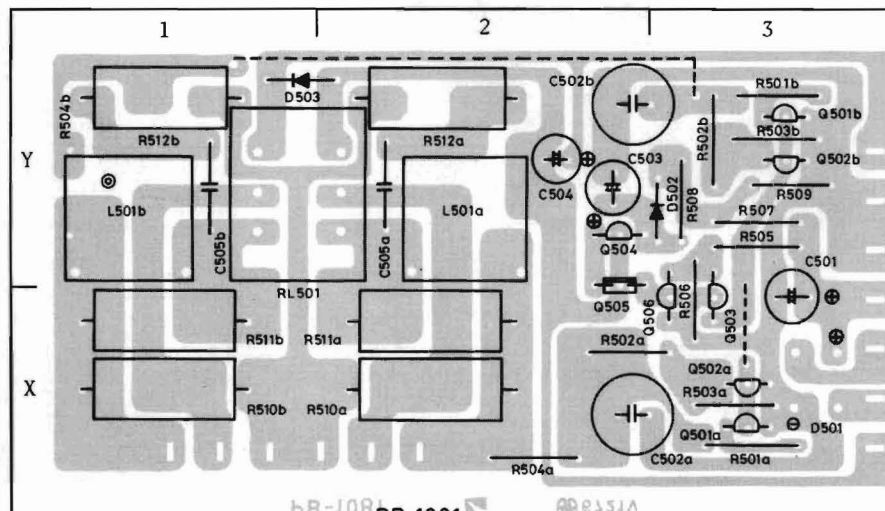 1 2 3
R504b D503 C502b R501b
Q501b
R512b R512a R502b R503b
Y C504 C503 D502 Q502b
R508 R509
L501b L501a R507
C505b C505a Q504 R505
C501
RL501 Q505 Q506 R506 Q503
R511b R511a R502a
X Q502a
R503a
R510b R510a Q501a D501
R504a C502a R501a
PB-1081